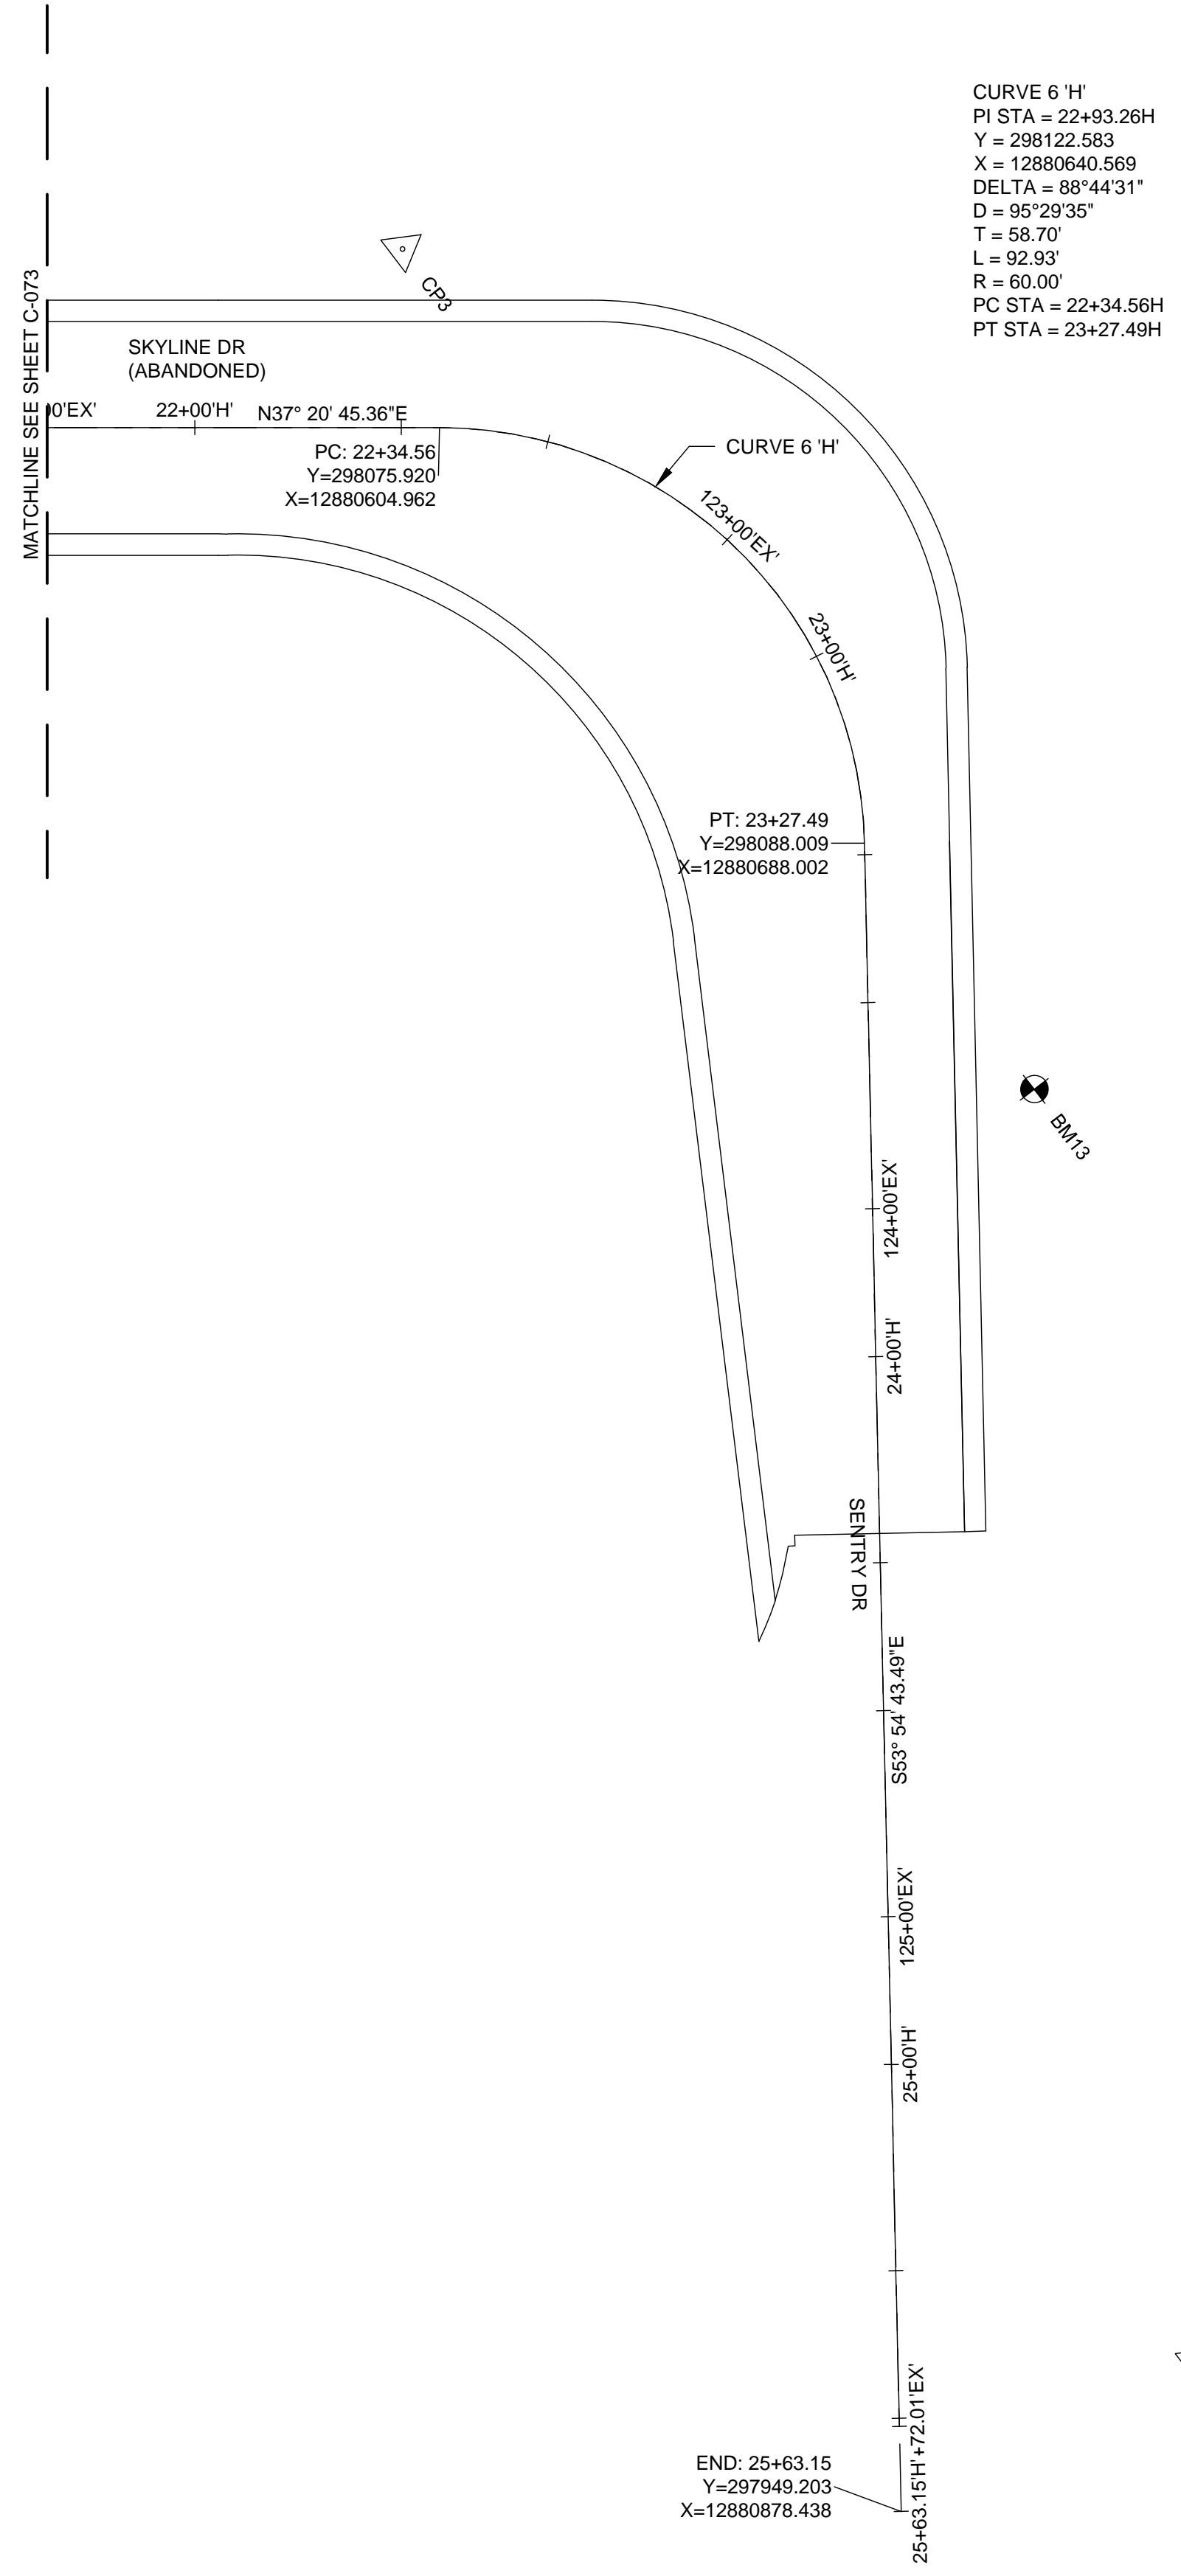 CURVE 6 'H'
PI STA = 22+93.26H
Y = 298122.583
X = 12880640.569
DELTA = 88°44'31"
D = 95°29'35"
T = 58.70'
L = 92.93'
R = 60.00'
PC STA = 22+34.56H
PT STA = 23+27.49H
MATCHLINE SEE SHEET C-073
CP3
SKYLINE DR
(ABANDONED)
00'EX'
22+00'H'
N37° 20' 45.36"E
PC: 22+34.56
Y=298075.920
X=12880604.962
CURVE 6 'H'
123+00'EX'
23+00'H'
PT: 23+27.49
Y=298088.009
X=12880688.002
BM13
124+00'EX'
24+00'H'
SENTRY DR
S53° 54' 43.49"E
125+00'EX'
25+00'H'
25+63.15'H'+72.01'EX'
END: 25+63.15
Y=297949.203
X=12880878.438